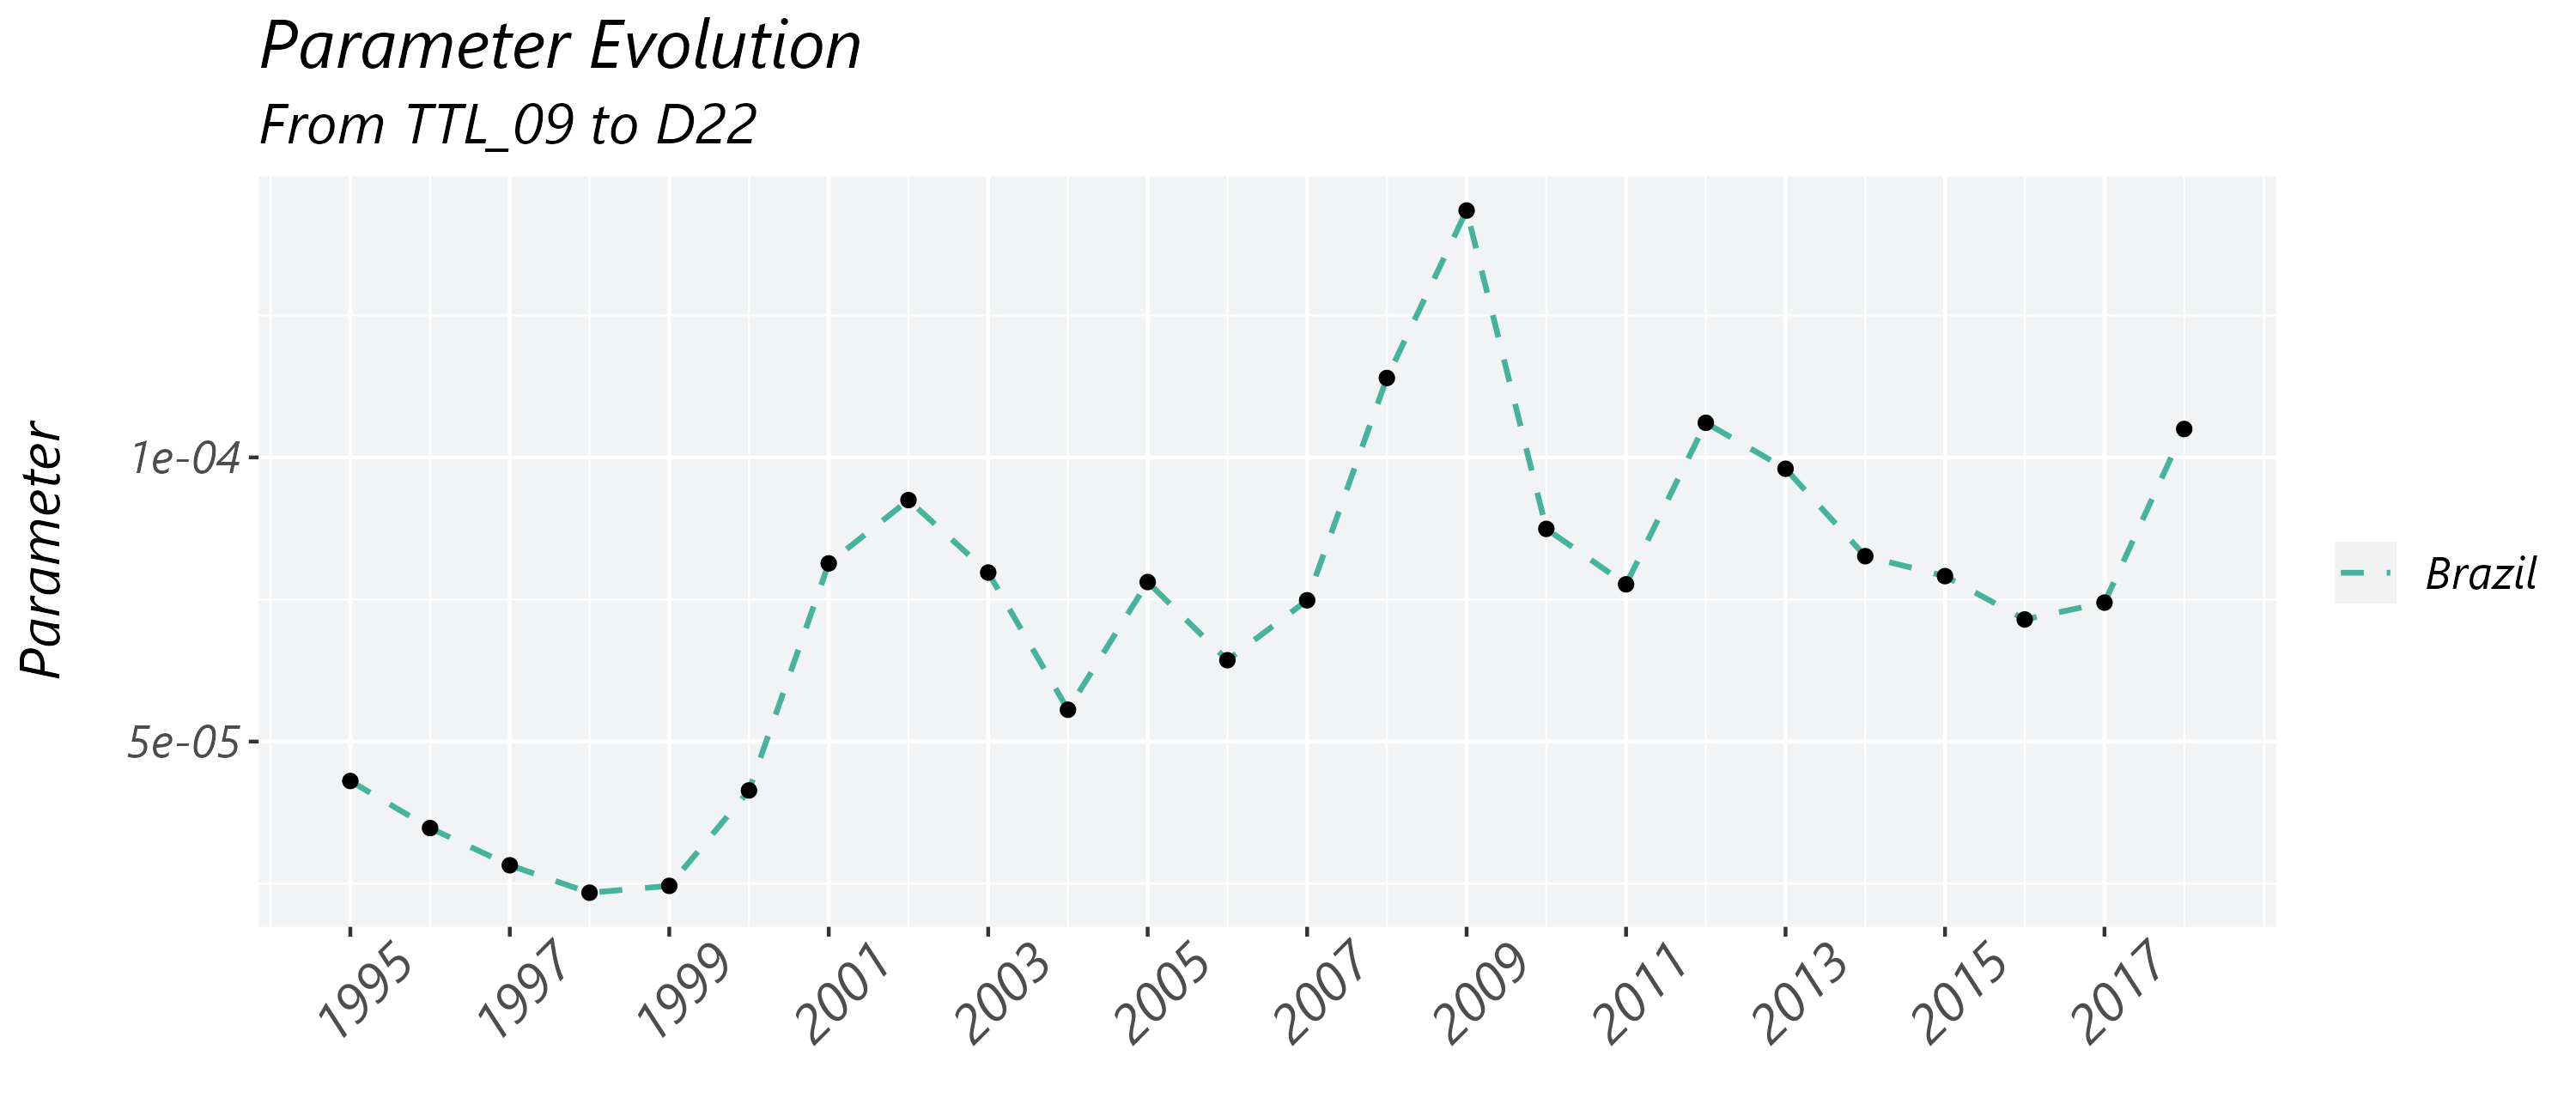 Parameter Evolution
From TTL_09 to D22
Parameter
1e-04
5e-05
1995
1997
1999
2001
2003
2005
2007
2009
2011
2013
2015
2017
Brazil